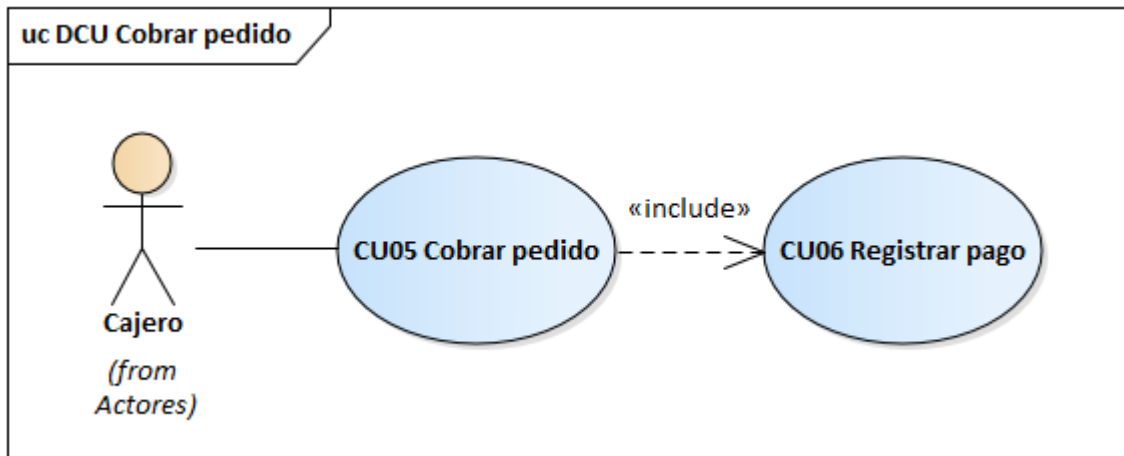 uc DCU Cobrar pedido
«include»
CU05 Cobrar pedido
CU06 Registrar pago
Cajero
(from
Actores)